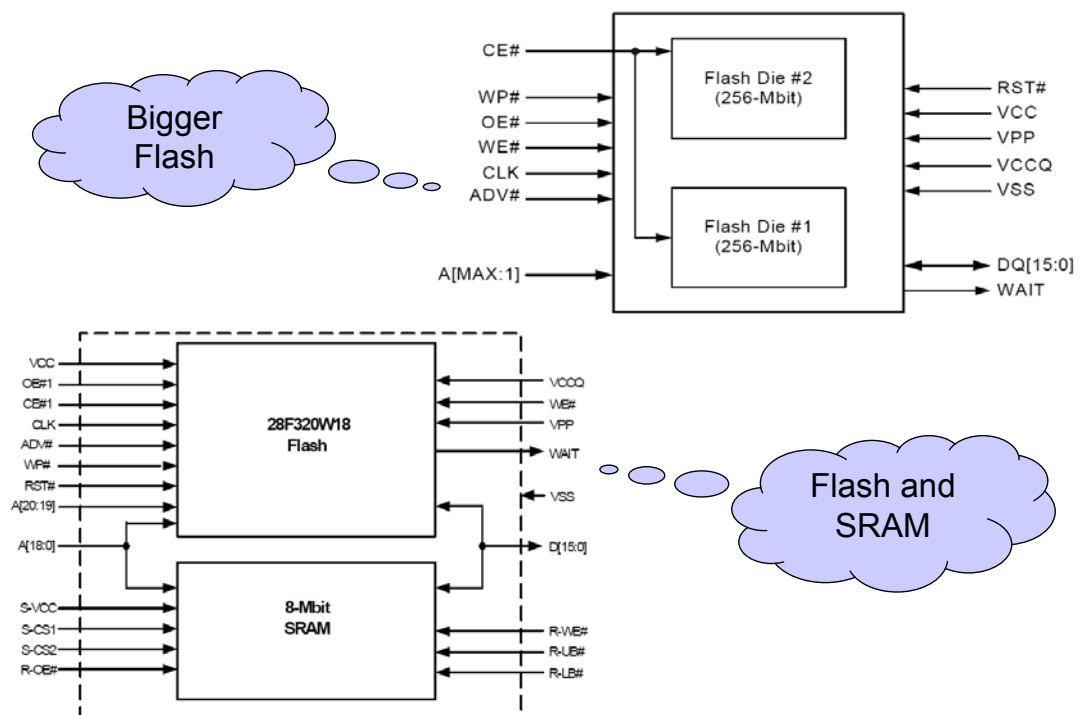 Bigger
Flash
CE#
WP#
OE#
WE#
CLK
ADV#
A[MAX:1]
Flash Die #2
(256-Mbit)
Flash Die #1
(256-Mbit)
RST#
VCC
VPP
VCCQ
VSS
DQ[15:0]
WAIT
VCC
OE#1
CE#1
CLK
ADV#
WP#
RST#
A[20:19]
A[18:0]
S-VCC
S-CS1
S-CS2
R-OE#
28F320W18
Flash
8-Mbit
SRAM
VCCQ
WE#
VPP
WAIT
VSS
D[15:0]
R-WE#
R-UB#
R-LB#
Flash and
SRAM